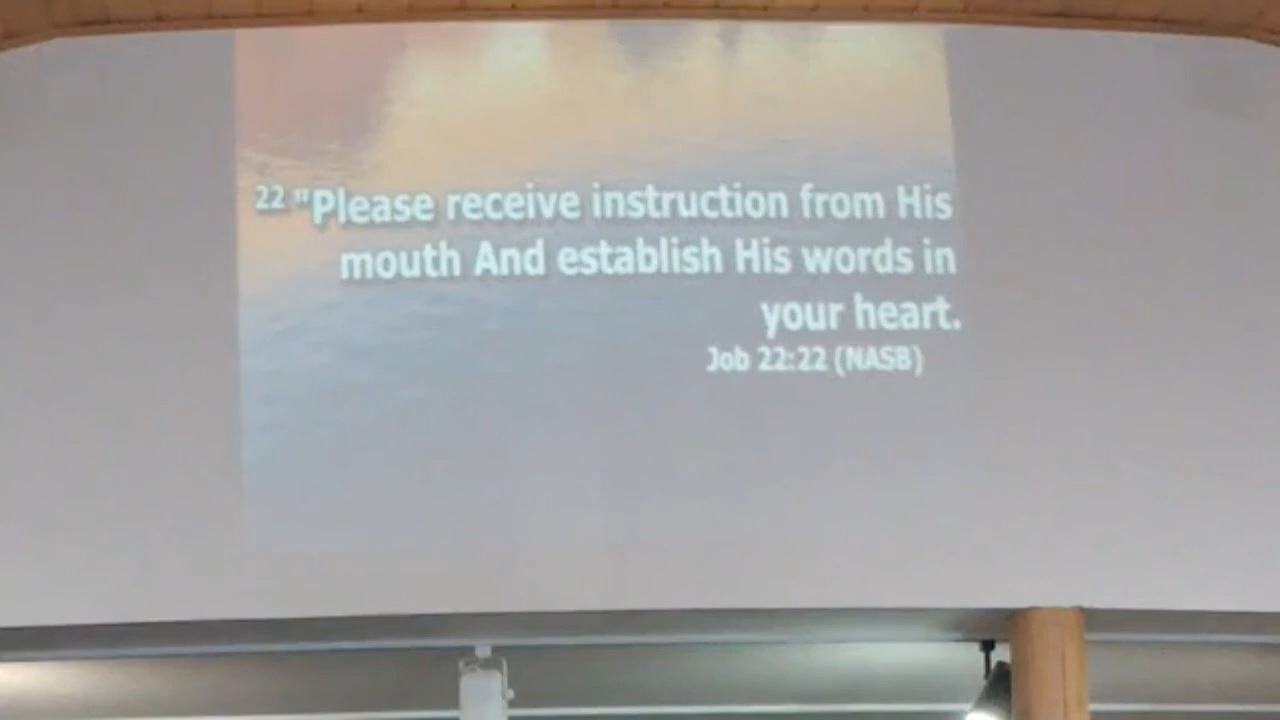 22 "Please receive instruction from His
mouth And establish His words in
your heart.
Job 22:22 (NASB)